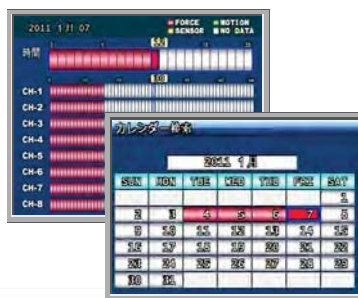 2011 1月 07
FORCE MOTION
SENSOR NO DATA
時間
CH-1
CH-2
CH-3
CH-4
CH-5
CH-6
CH-7
CH-8
カレンダー検索
2011 1月
SUN MON TUE WED THU FRI SAT
1
2 3 4 5 6 7 8
9 10 11 12 13 14 15
16 17 18 19 20 21 22
23 24 25 26 27 28 29
30 31